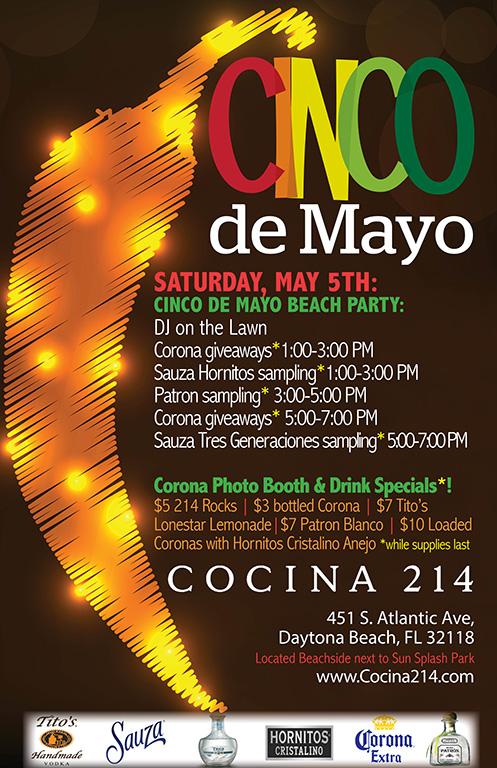 CINCO
de Mayo
SATURDAY, MAY 5TH:
CINCO DE MAYO BEACH PARTY:
DJ on the Lawn
Corona giveaways*1:00-3:00 PM
Sauza Hornitos sampling*1:00-3:00 PM
Patron sampling* 3:00-5:00 PM
Corona giveaways* 5:00-7:00 PM
Sauza Tres Generaciones sampling* 5:00-7:00 PM
Corona Photo Booth & Drink Specials*!
$5 214 Rocks | $3 bottled Corona | $7 Tito's
Lonestar Lemonade | $7 Patron Blanco | $10 Loaded
Coronas with Hornitos Cristalino Anejo *while supplies last
COCINA 214
451 S. Atlantic Ave,
Daytona Beach, FL 32118
Located Beachside next to Sun Splash Park
www.Cocina214.com
Tito's
Handmade
VODKA
Sauza
HORNITOS
CRISTALINO
Corona
Extra
PATRON